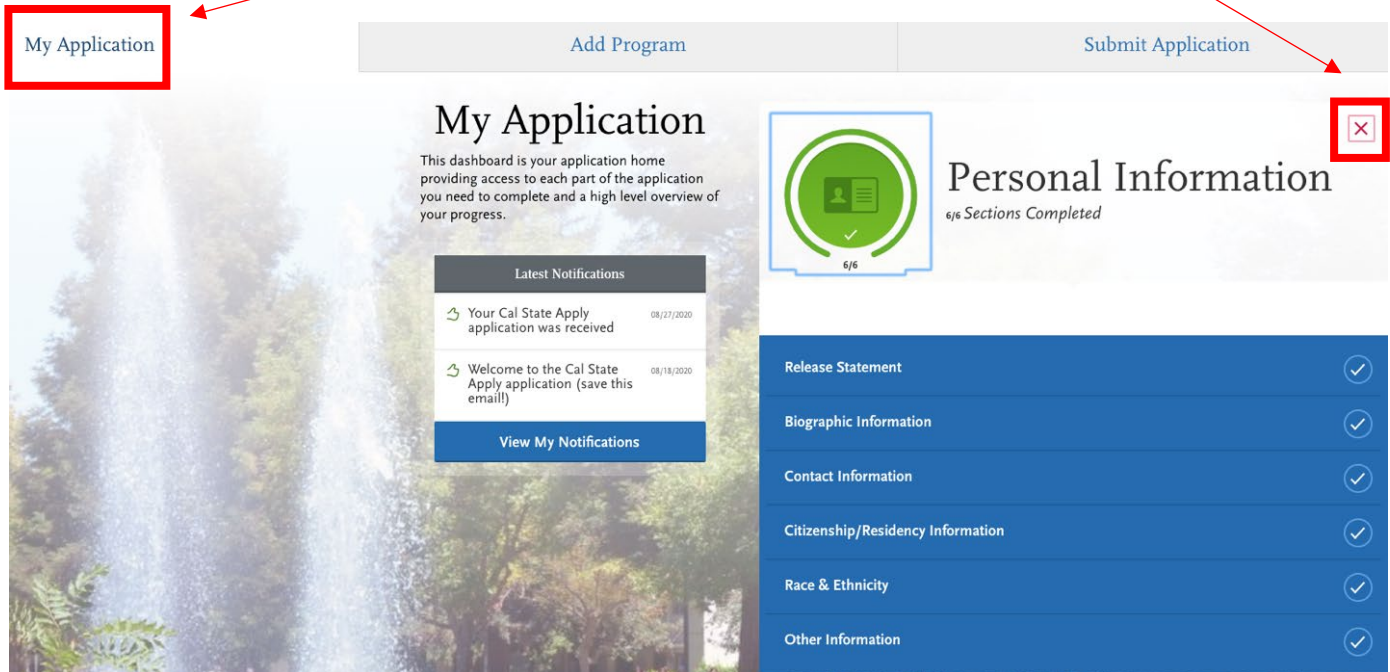 My Application
Add Program
Submit Application
My Application
This dashboard is your application home
providing access to each part of the application
you need to complete and a high level overview of
your progress.
Latest Notifications
Your Cal State Apply
application was received
08/27/2020
Welcome to the Cal State
Apply application (save this
email!)
08/18/2020
View My Notifications
6/6
Personal Information
6/6 Sections Completed
Release Statement
Biographic Information
Contact Information
Citizenship/Residency Information
Race & Ethnicity
Other Information